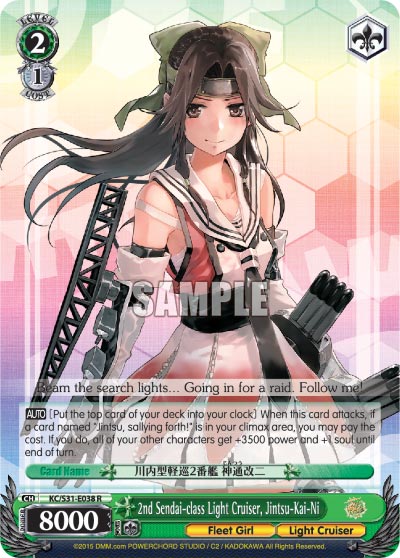 LEVEL
2
1
COST
SAMPLE
Beam the search lights... Going in for a raid. Follow me!
AUTO [Put the top card of your deck into your clock] When this card attacks, if
a card named "Jintsu, sallying forth!" is in your climax area, you may pay the
cost. If you do, all of your other characters get +3500 power and +1 soul until
end of turn.
Card Name
川内型軽巡2番艦 神通改二
CH
KC/S31-E038 R
2nd Sendai-class Light Cruiser, Jintsu-Kai-Ni
POWER
8000
Fleet Girl
Light Cruiser
©2015 DMM.com POWERCHORD STUDIO / C2 / KADOKAWA All Rights Reserved.